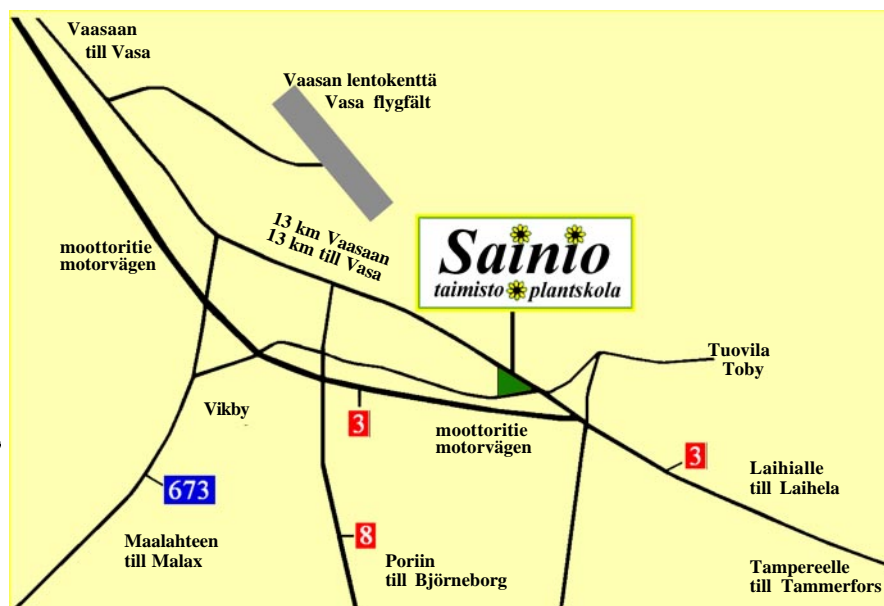 Vaasaan
till Vasa
Vaasan lentokenttä
Vasa flygfält
13 km Vaasaan
13 km till Vasa
moottoritie
motorvägen
Sainio
taimisto plantskola
Tuovila
Toby
Vikby
3
moottoritie
motorvägen
3
Laihialle
till Laihela
673
8
Maalahteen
till Malax
Poriin
till Björneborg
Tampereelle
till Tammerfors